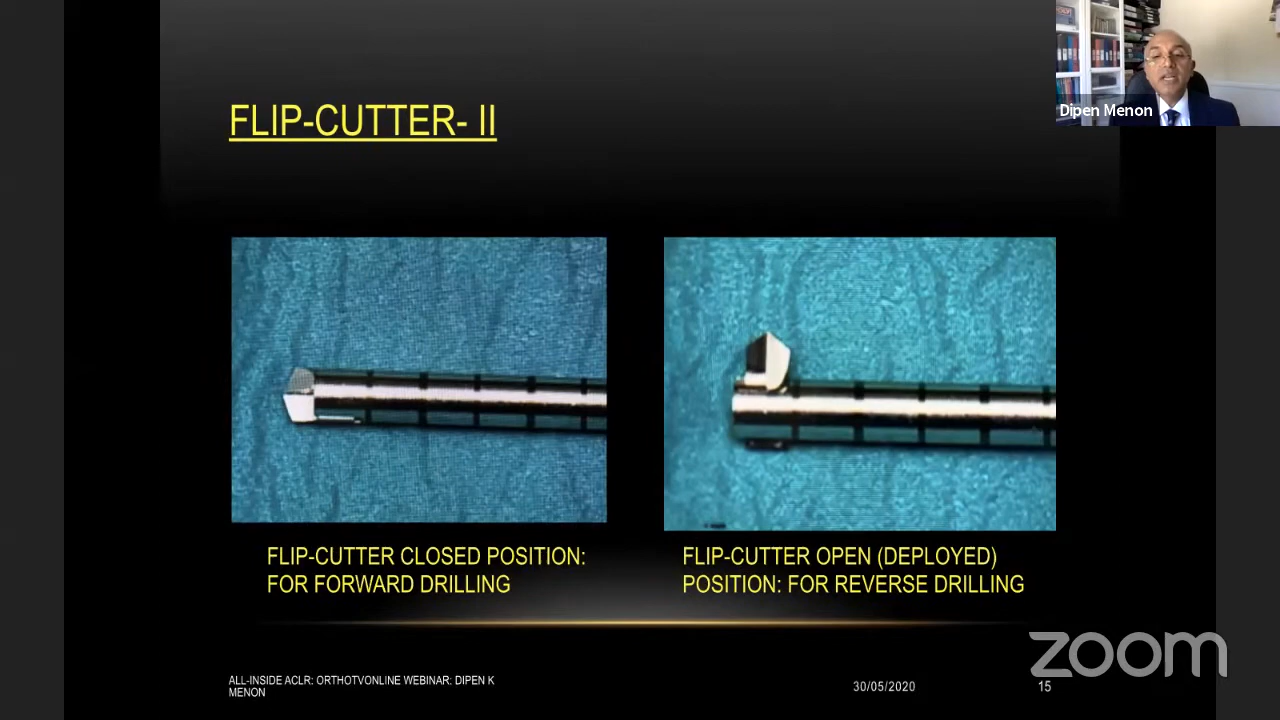 FLIP-CUTTER- II
Dipen Menon
FLIP-CUTTER CLOSED POSITION:
FOR FORWARD DRILLING
FLIP-CUTTER OPEN (DEPLOYED)
POSITION: FOR REVERSE DRILLING
zoom
ALL-INSIDE ACLR: ORTHOTVONLINE WEBINAR: DIPEN K
MENON
30/05/2020
15